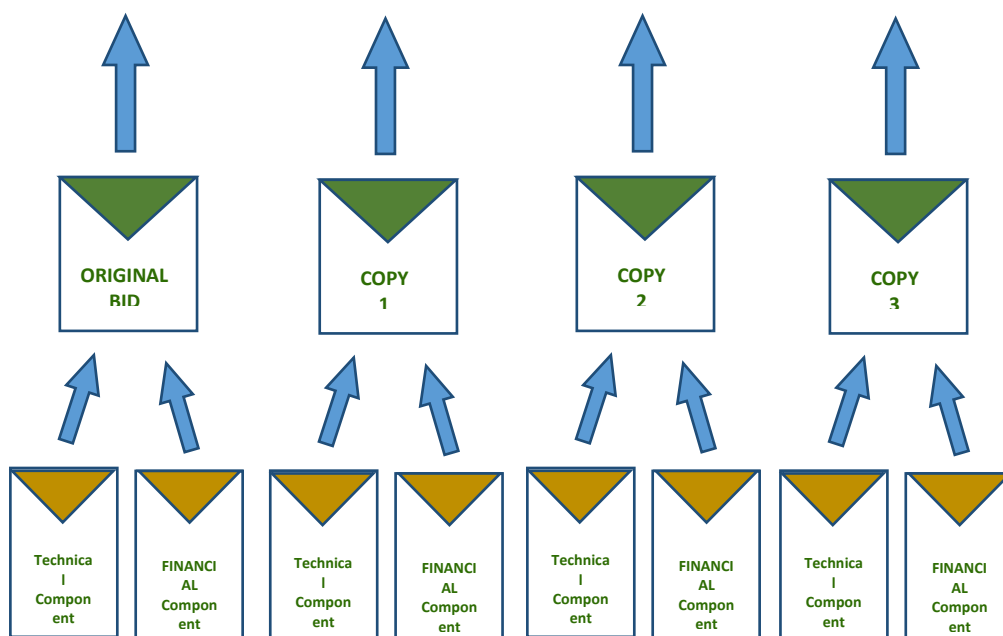 ORIGINAL
BID
COPY
1
COPY
2
COPY
3
Technica
l
Compon
ent
FINANCI
AL
Compon
ent
Technica
l
Compon
ent
FINANCI
AL
Compon
ent
Technica
l
Compon
ent
FINANCI
AL
Compon
ent
Technica
l
Compon
ent
FINANCI
AL
Compon
ent